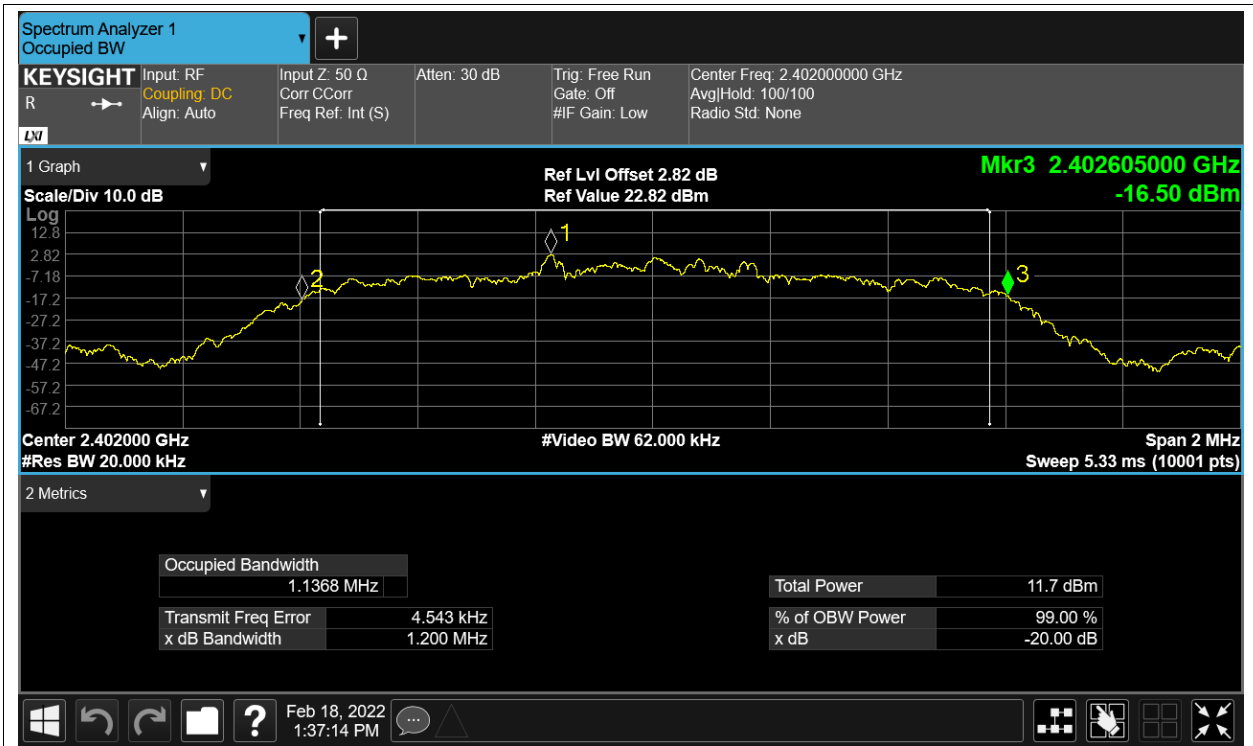 Spectrum Analyzer 1
Occupied BW
KEYSIGHT
R
LXI
Input: RF
Coupling: DC
Align: Auto
Input Z: 50 Ω
Corr CCorr
Freq Ref: Int (S)
Atten: 30 dB
Trig: Free Run
Gate: Off
#IF Gain: Low
Center Freq: 2.402000000 GHz
Avg|Hold: 100/100
Radio Std: None
1 Graph
Scale/Div 10.0 dB
Ref Lvl Offset 2.82 dB
Ref Value 22.82 dBm
Mkr3 2.402605000 GHz
-16.50 dBm
Log
12.8
2.82
-7.18
-17.2
-27.2
-37.2
-47.2
-57.2
-67.2
1
2
3
Center 2.402000 GHz
#Video BW 62.000 kHz
Span 2 MHz
#Res BW 20.000 kHz
Sweep 5.33 ms (10001 pts)
2 Metrics
Occupied Bandwidth
1.1368 MHz
Total Power 11.7 dBm
Transmit Freq Error 4.543 kHz
% of OBW Power 99.00 %
x dB Bandwidth 1.200 MHz
x dB -20.00 dB
Feb 18, 2022
1:37:14 PM